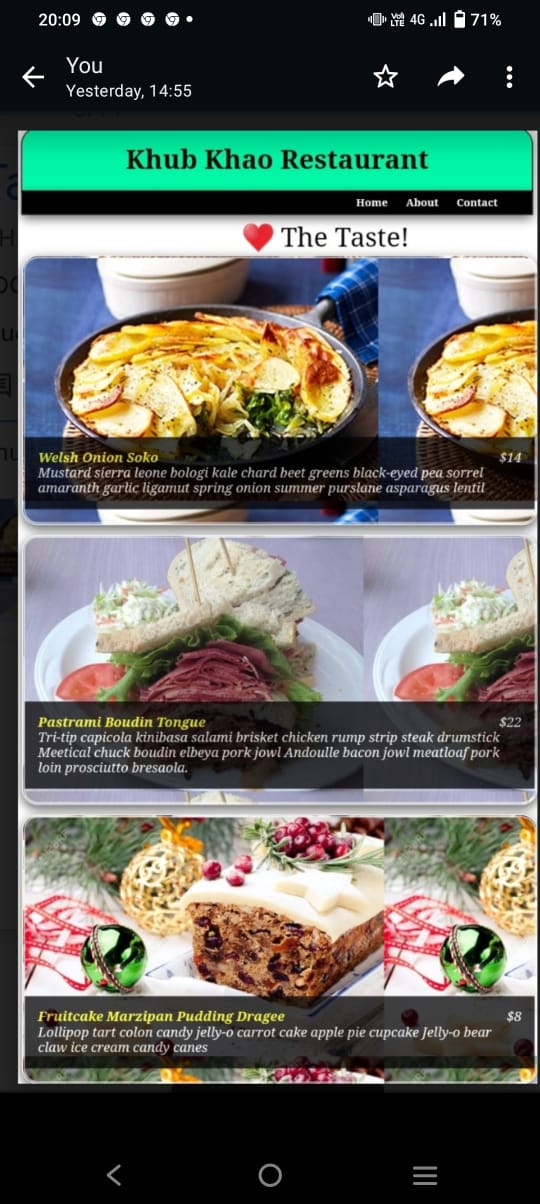 20:09
Vo LTE 4G 71%
You
Yesterday, 14:55
Khub Khao Restaurant
Home About Contact
The Taste!
Welsh Onion Soko $14
Mustard sierra leone bologi kale chard beet greens black-eyed pea sorrel
amaranth garlic ligamut spring onion summer purslane asparagus lentil
Pastrami Boudin Tongue $22
Tri-tip capicola kinibasa salami brisket chicken rump strip steak drumstick
Meetical chuck boudin elbeya pork jowl Andoulle bacon jowl meatloaf pork
loin prosciutto bresaola.
Fruitcake Marzipan Pudding Dragee $8
Lollipop tart colon candy jelly-o carrot cake apple pie cupcake Jelly-o bear
claw ice cream candy canes